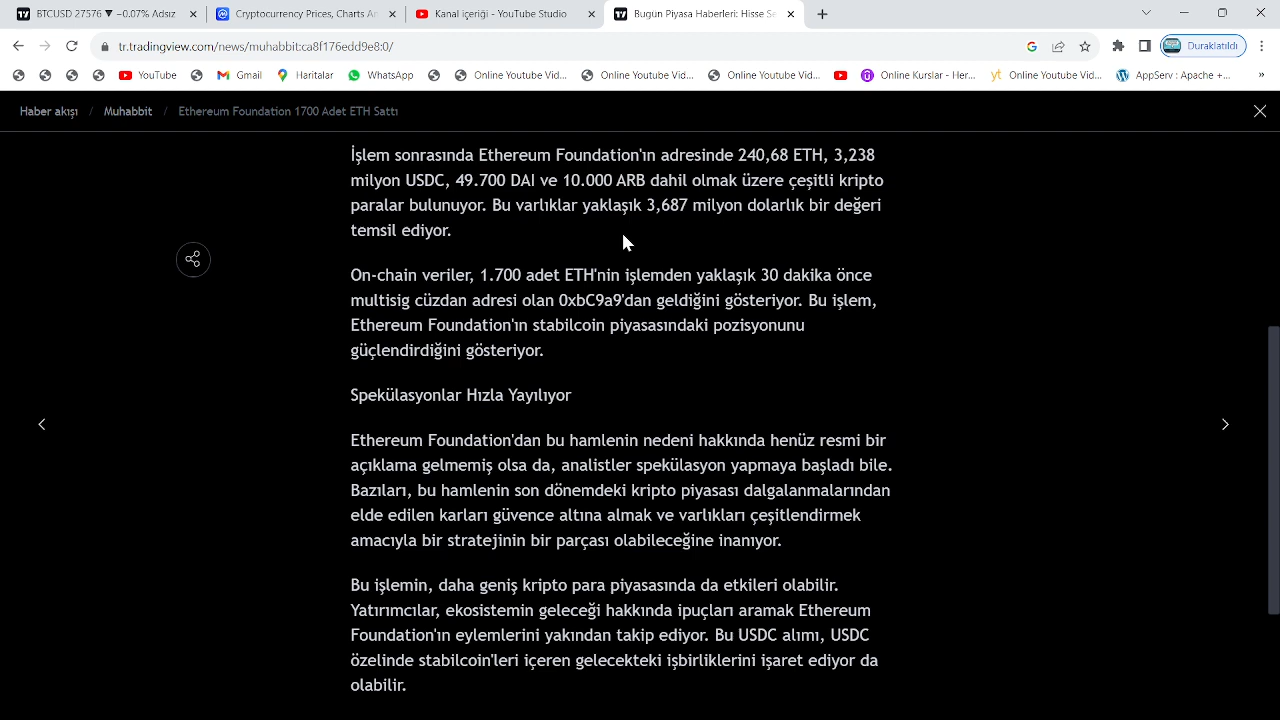 BTCUSD 27576 ▼ −0.07% Adsız
Cryptocurrency Prices, Charts An
Kanal içeriği - YouTube Studio
Bugün Piyasa Haberleri: Hisse Se
tr.tradingview.com/news/muhabbit:ca8f176edd9e8:0/
Duraklatıldı
YouTube
Gmail
Haritalar
WhatsApp
Online Youtube Vid...
Online Youtube Vid...
Online Youtube Vid...
Online Kurslar - Her...
yt Online Youtube Vid...
AppServ : Apache +...
»
Haber akışı / Muhabbit / Ethereum Foundation 1700 Adet ETH Sattı
İşlem sonrasında Ethereum Foundation'ın adresinde 240,68 ETH, 3,238
milyon USDC, 49.700 DAI ve 10.000 ARB dahil olmak üzere çeşitli kripto
paralar bulunuyor. Bu varlıklar yaklaşık 3,687 milyon dolarlık bir değeri
temsil ediyor.
On-chain veriler, 1.700 adet ETH'nin işlemden yaklaşık 30 dakika önce
multisig cüzdan adresi olan 0xbC9a9'dan geldiğini gösteriyor. Bu işlem,
Ethereum Foundation'ın stabilcoin piyasasındaki pozisyonunu
güçlendirdiğini gösteriyor.
Spekülasyonlar Hızla Yayılıyor
Ethereum Foundation'dan bu hamlenin nedeni hakkında henüz resmi bir
açıklama gelmemiş olsa da, analistler spekülasyon yapmaya başladı bile.
Bazıları, bu hamlenin son dönemdeki kripto piyasası dalgalanmalarından
elde edilen karları güvence altına almak ve varlıkları çeşitlendirmek
amacıyla bir stratejinin bir parçası olabileceğine inanıyor.
Bu işlemin, daha geniş kripto para piyasasında da etkileri olabilir.
Yatırımcılar, ekosistemin geleceği hakkında ipuçları aramak Ethereum
Foundation'ın eylemlerini yakından takip ediyor. Bu USDC alımı, USDC
özelinde stabilcoin'leri içeren gelecekteki işbirliklerini işaret ediyor da
olabilir.